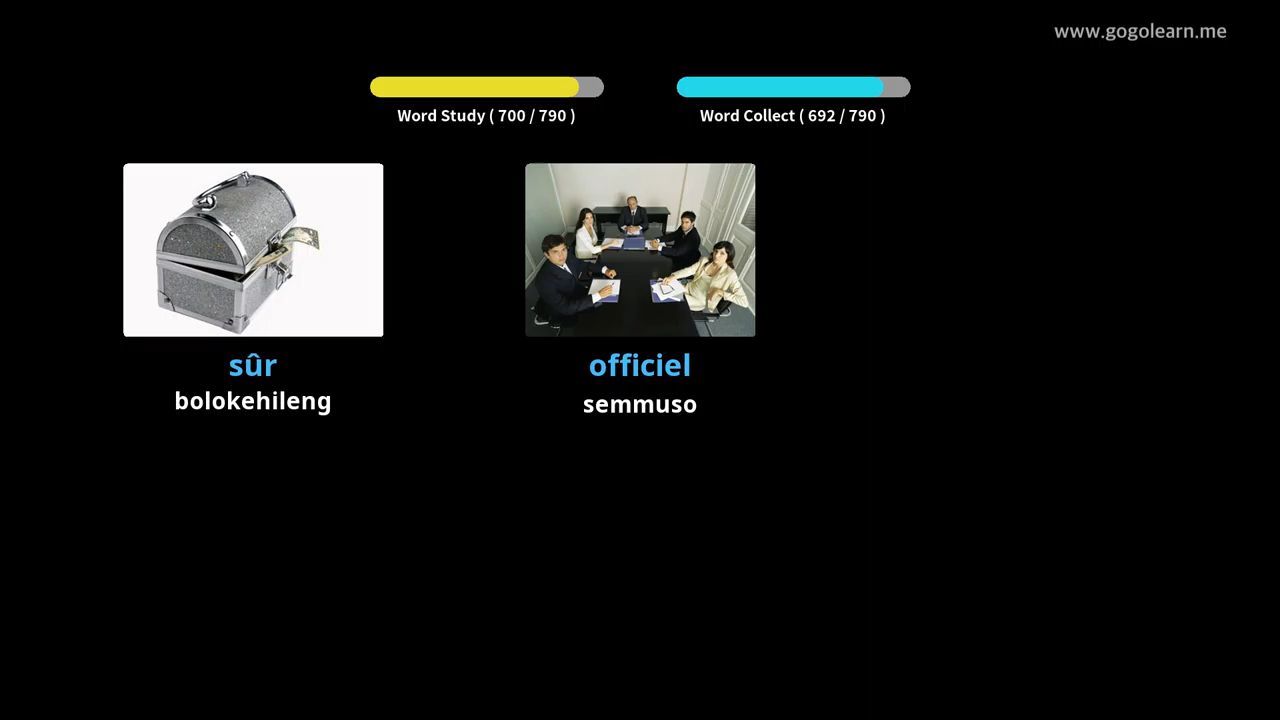 www.gogolearn.me
Word Study ( 700 / 790 )
Word Collect ( 692 / 790 )
sûr
bolokehileng
officiel
semmuso